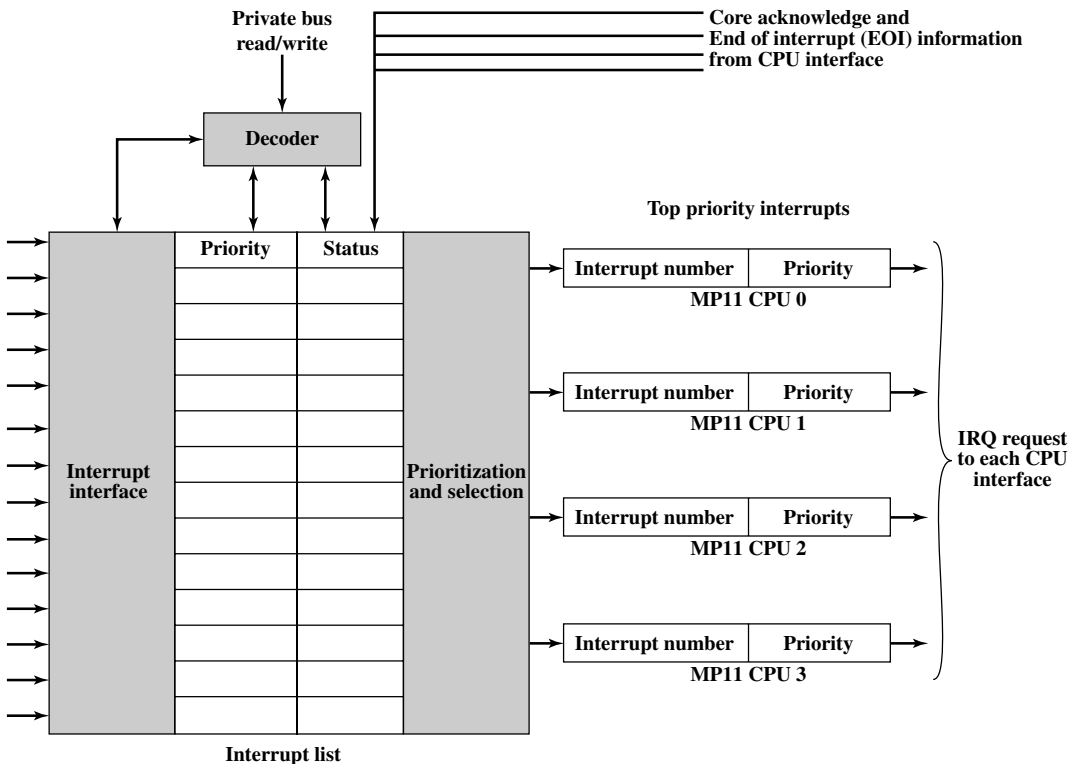 Private bus
read/write
Core acknowledge and
End of interrupt (EOI) information
from CPU interface
Decoder
Top priority interrupts
Priority
Status
Interrupt number
Priority
MP11 CPU 0
Interrupt number
Priority
MP11 CPU 1
Interrupt
interface
Prioritization
and selection
IRQ request
to each CPU
interface
Interrupt number
Priority
MP11 CPU 2
Interrupt number
Priority
MP11 CPU 3
Interrupt list